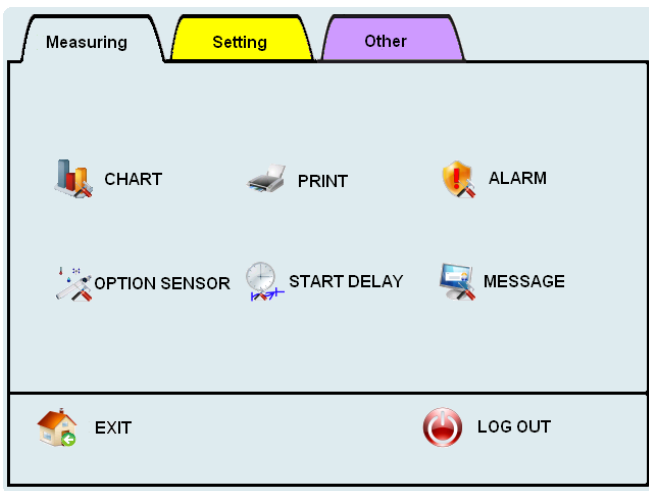 Measuring Setting Other
CHART PRINT ALARM
OPTION SENSOR START DELAY MESSAGE
EXIT LOG OUT